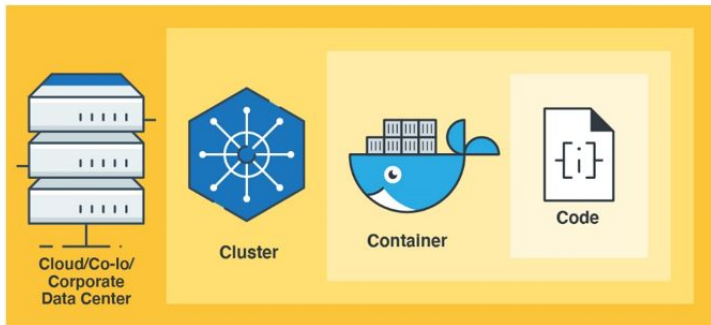 Cloud/Co-lo/
Corporate
Data Center
Cluster
Container
{i}
Code